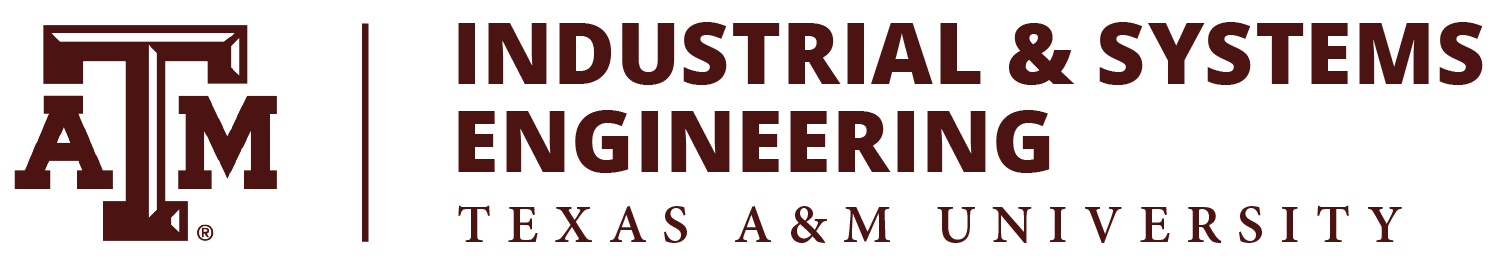 ATM®
INDUSTRIAL & SYSTEMS
ENGINEERING
TEXAS A&M UNIVERSITY